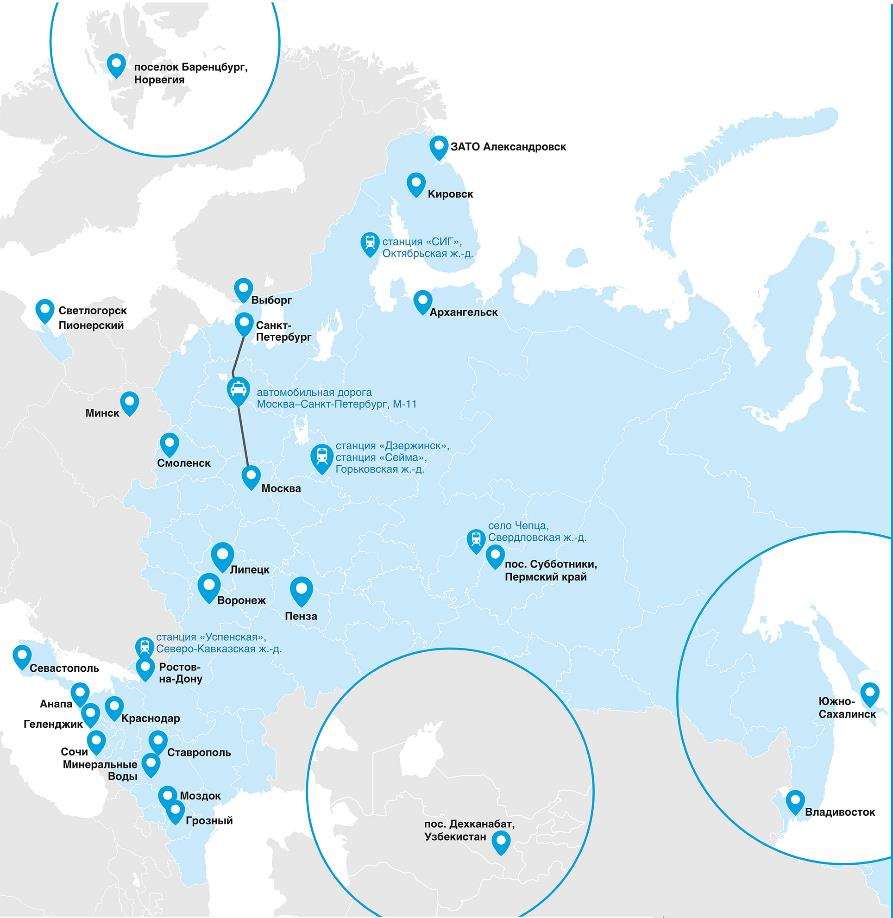 поселок Баренцбург,
Норвегия
ЗАТО Александровск
Кировск
станция «СИГ»,
Октябрьская ж.-д.
Выборг
Архангельск
Светлогорск
Пионерский
Санкт-
Петербург
автомобильная дорога
Москва–Санкт-Петербург, М-11
Минск
Смоленск
станция «Дзержинск»,
станция «Сейма»,
Горьковская ж.-д.
Москва
село Чепца,
Свердловская ж.-д.
пос. Субботники,
Пермский край
Липецк
Воронеж
Пенза
станция «Успенская»,
Северо-Кавказская ж.-д.
Севастополь
Ростов-
на-Дону
Анапа
Геленджик
Краснодар
Сочи
Ставрополь
Минеральные
Воды
Моздок
Грозный
пос. Дехканабат,
Узбекистан
Южно-
Сахалинск
Владивосток